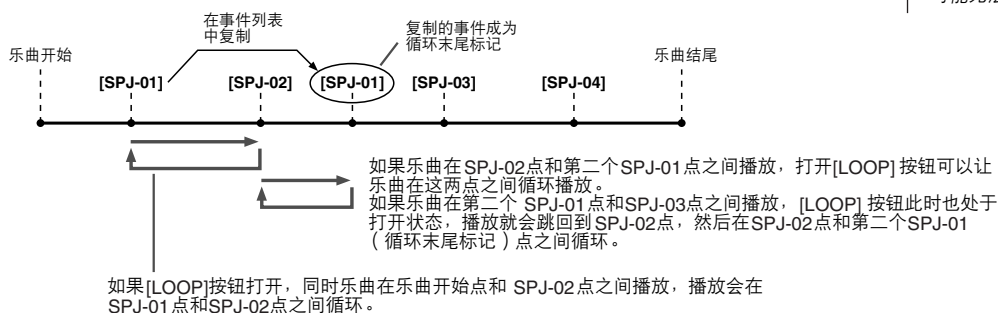 在事件列表
中复制
复制的事件成为
循环末尾标记
乐曲开始
乐曲结尾
[SPJ-01]
[SPJ-02]
[SPJ-01]
[SPJ-03]
[SPJ-04]
如果乐曲在SPJ-02点和第二个SPJ-01点之间播放，打开[LOOP] 按钮可以让
乐曲在这两点之间循环播放。
如果乐曲在第二个 SPJ-01点和SPJ-03点之间播放，[LOOP] 按钮此时也处于
打开状态，播放就会跳回到SPJ-02点，然后在SPJ-02点和第二个SPJ-01
（循环末尾标记）点之间循环。
如果[LOOP]按钮打开，同时乐曲在乐曲开始点和 SPJ-02点之间播放，播放会在
SPJ-01点和SPJ-02点之间循环。